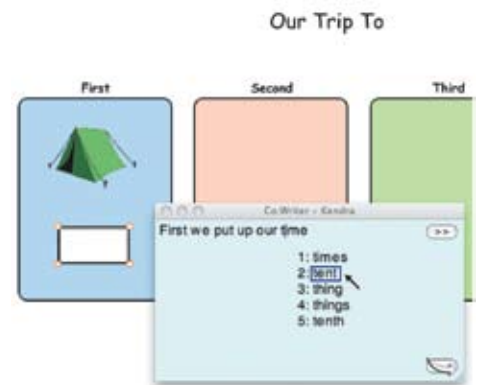 Our Trip To
First Second Third
Co:Writer - Kendra
First we put up our time
>>
1: times
2: tent
3: thing
4: things
5: tenth